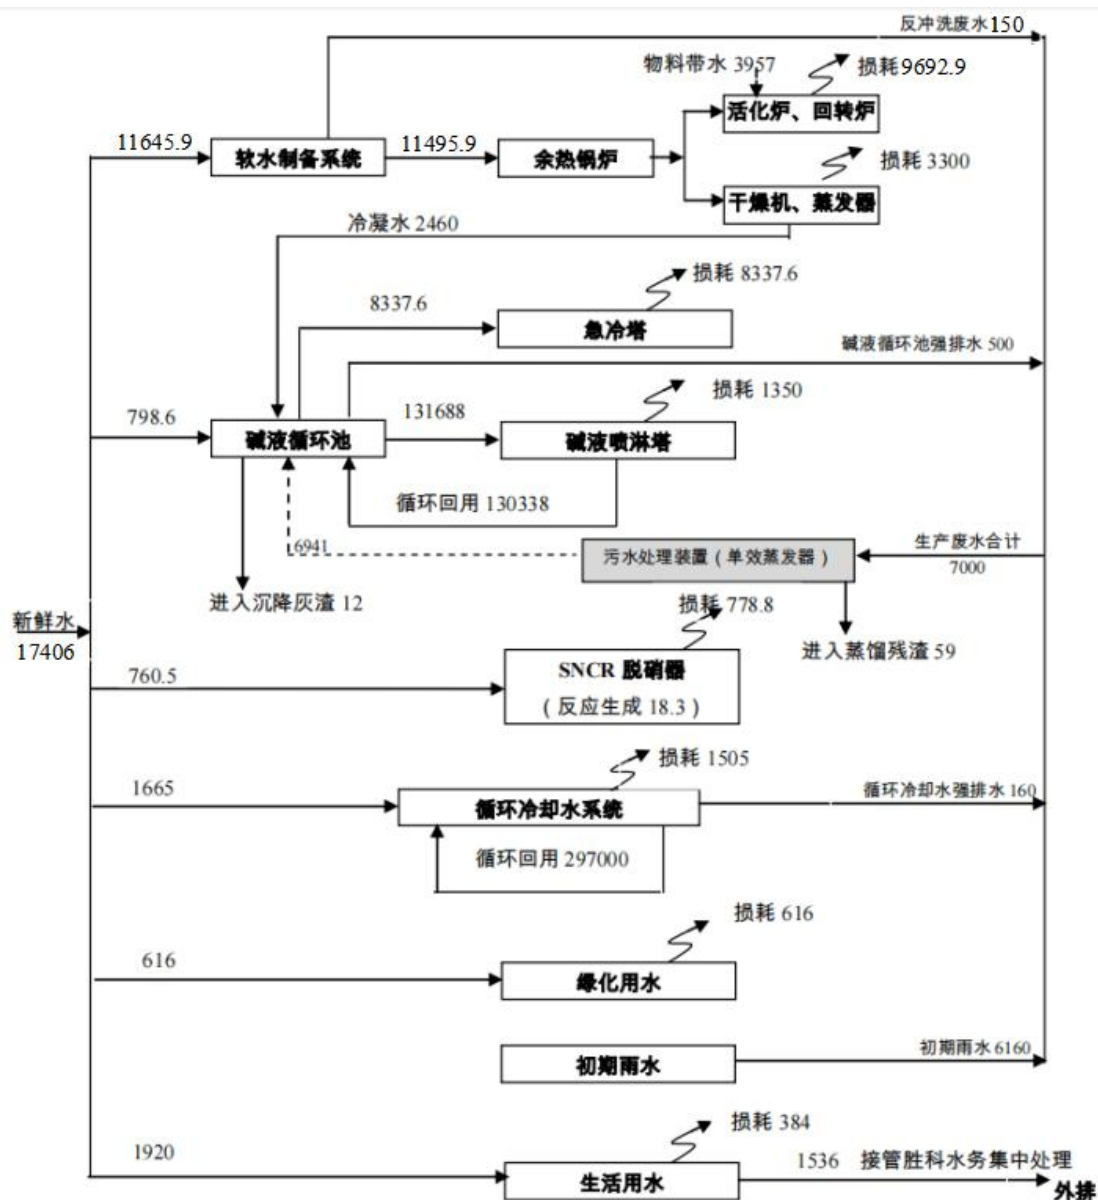 反冲洗废水150
物料带水 3957
损耗9692.9
活化炉、回转炉
11645.9
软水制备系统
11495.9
余热锅炉
损耗 3300
干燥机、蒸发器
冷凝水 2460
损耗 8337.6
8337.6
急冷塔
碱液循环池强排水 500
损耗 1350
798.6
131688
碱液循环池
碱液喷淋塔
循环回用 130338
生产废水合计
7000
6941
污水处理装置（单效蒸发器）
进入沉降灰渣 12
损耗 778.8
新鲜水
17406
进入蒸馏残渣 59
760.5
SNCR 脱硝器
（反应生成 18.3）
损耗 1505
1665
循环冷却水系统
循环冷却水强排水 160
循环回用 297000
损耗 616
616
绿化用水
初期雨水
初期雨水 6160
损耗 384
1920
生活用水
1536 接管胜科水务集中处理
外排